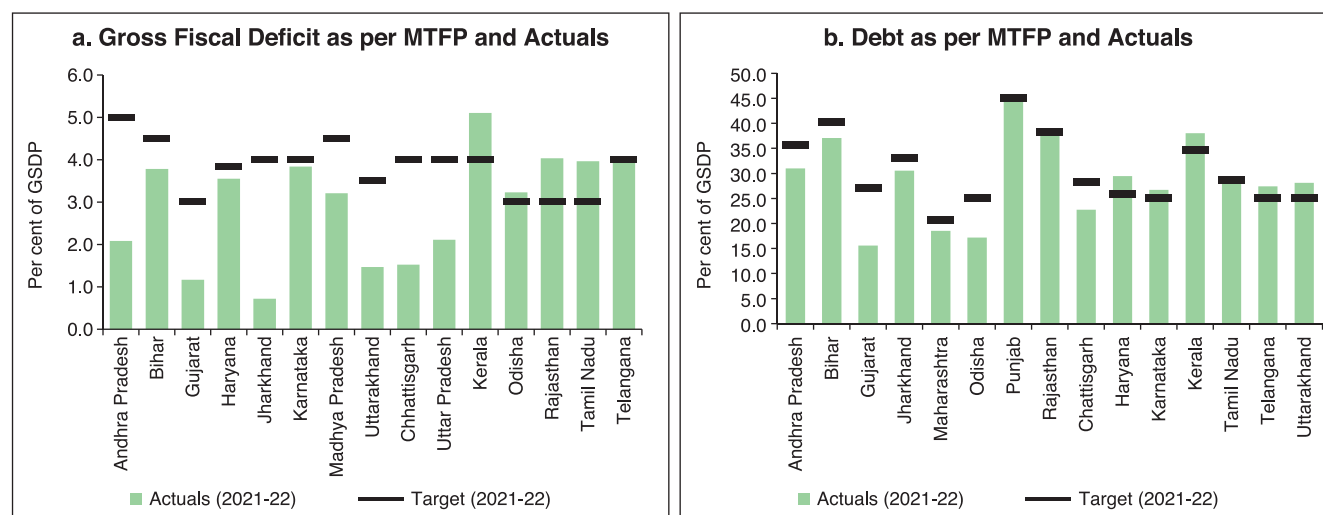 a. Gross Fiscal Deficit as per MTFP and Actuals
Per cent of GSDP
6.0
5.0
4.0
3.0
2.0
1.0
0.0
Andhra Pradesh
Bihar
Gujarat
Haryana
Jharkhand
Karnataka
Madhya Pradesh
Uttarakhand
Chhattisgarh
Uttar Pradesh
Kerala
Odisha
Rajasthan
Tamil Nadu
Telangana
Actuals (2021-22)
Target (2021-22)
b. Debt as per MTFP and Actuals
Per cent of GSDP
50.0
45.0
40.0
35.0
30.0
25.0
20.0
15.0
10.0
5.0
0.0
Andhra Pradesh
Bihar
Gujarat
Jharkhand
Maharashtra
Odisha
Punjab
Rajasthan
Chattisgarh
Haryana
Karnataka
Kerala
Tamil Nadu
Telangana
Uttarakhand
Actuals (2021-22)
Target (2021-22)